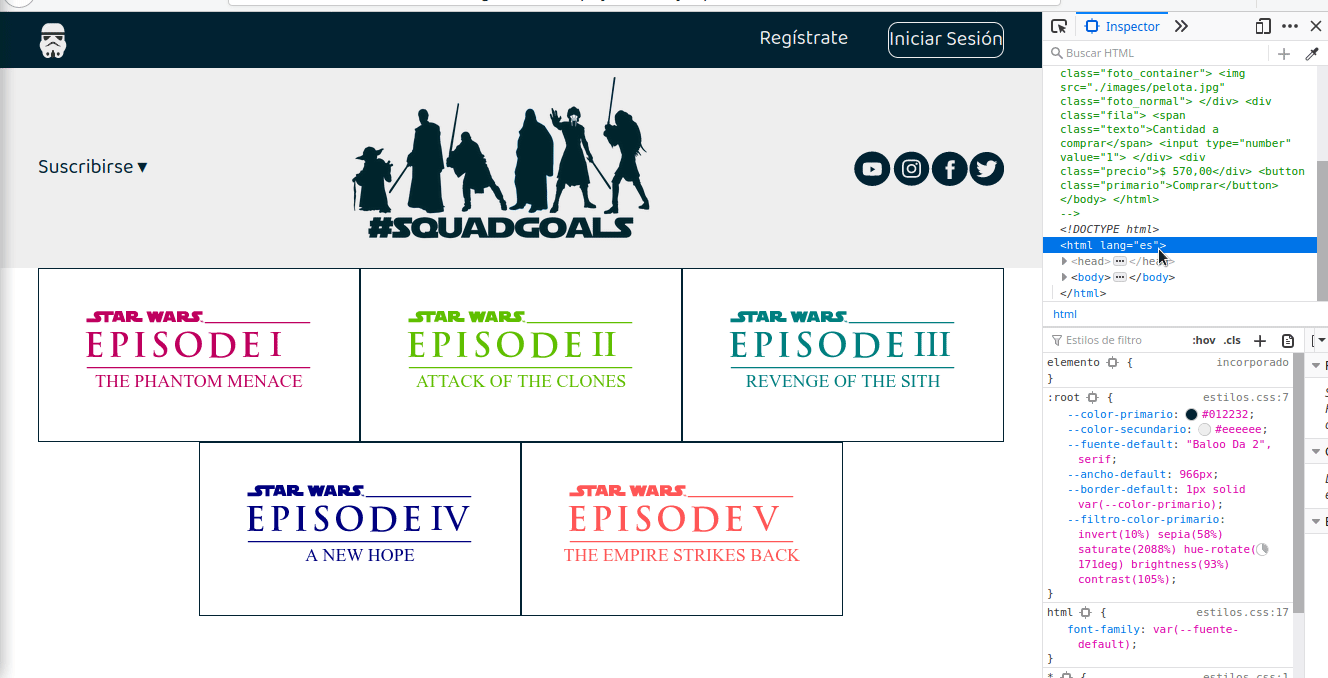 Regístrate
Iniciar Sesión
Suscribirse ▾
#SQUADGOALS
STAR WARS
EPISODE I
THE PHANTOM MENACE
STAR WARS
EPISODE II
ATTACK OF THE CLONES
STAR WARS
EPISODE III
REVENGE OF THE SITH
STAR WARS
EPISODE IV
A NEW HOPE
STAR WARS
EPISODE V
THE EMPIRE STRIKES BACK
Inspector
Buscar HTML
class="foto_container"> <img
src="./images/pelota.jpg"
class="foto_normal"> </div> <div
class="fila"> <span
class="texto">Cantidad a
comprar</span> <input type="number"
value="1"> </div> <div
class="precio">$ 570,00</div> <button
class="primario">Comprar</button>
</body> </html>
-->
<!DOCTYPE html>
<html lang="es">
<head> ••• </head>
<body> ••• </body>
</html>
html
Estilos de filtro
:hov .cls
elemento {
incorporado
}
:root {
estilos.css:7
--color-primario: #012232;
--color-secundario: #eeeeee;
--fuente-default: "Baloo Da 2",
serif;
--ancho-default: 966px;
--border-default: 1px solid
var(--color-primario);
--filtro-color-primario:
invert(10%) sepia(58%)
saturate(2088%) hue-rotate(
171deg) brightness(93%)
contrast(105%);
}
html {
estilos.css:17
font-family: var(--fuente-
default);
}
* {
estilos.css:1